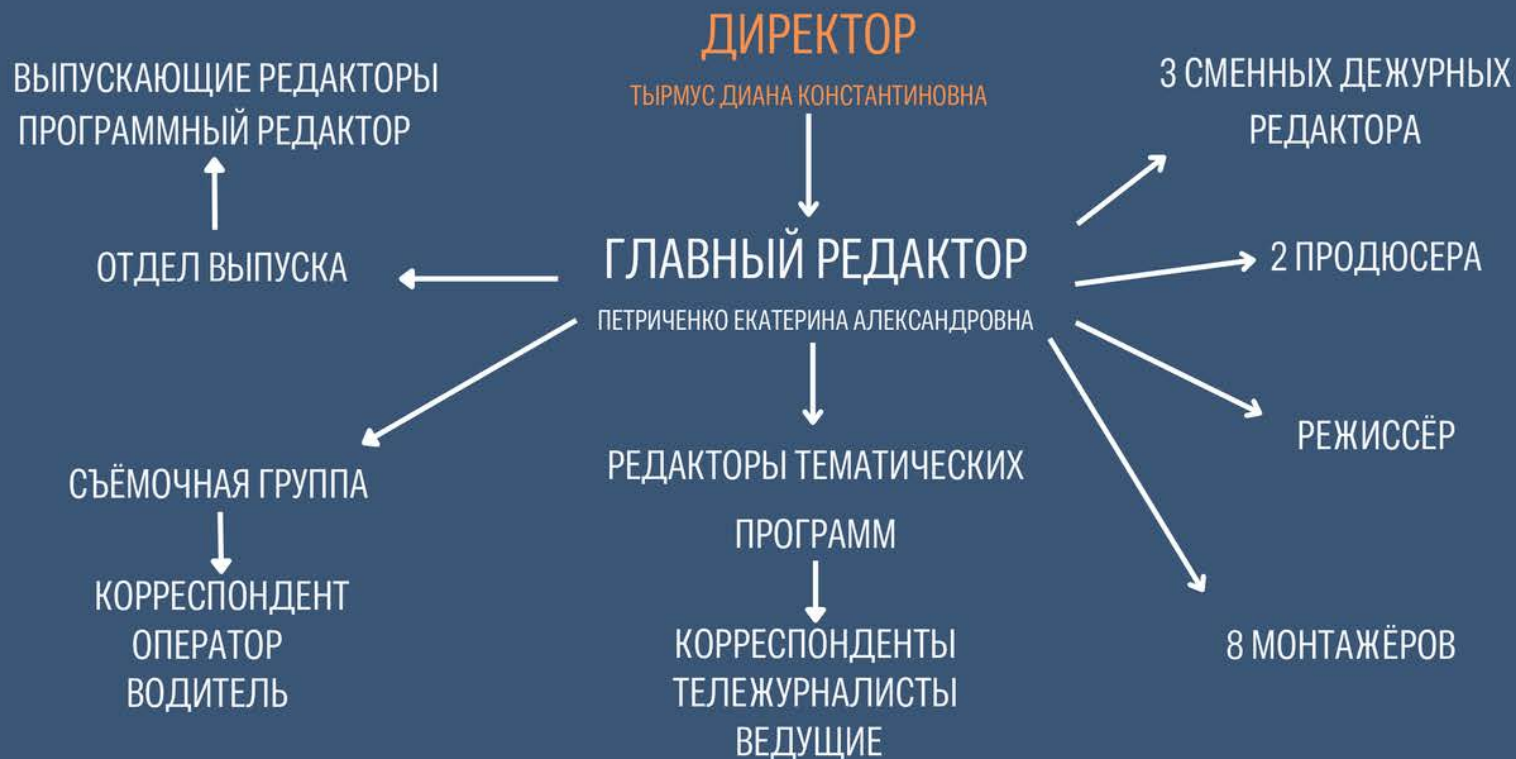 ДИРЕКТОР
ТЫРМУС ДИАНА КОНСТАНТИНОВНА
ВЫПУСКАЮЩИЕ РЕДАКТОРЫ
ПРОГРАММНЫЙ РЕДАКТОР
3 СМЕННЫХ ДЕЖУРНЫХ
РЕДАКТОРА
ОТДЕЛ ВЫПУСКА
ГЛАВНЫЙ РЕДАКТОР
ПЕТРИЧЕНКО ЕКАТЕРИНА АЛЕКСАНДРОВНА
2 ПРОДЮСЕРА
РЕЖИССЁР
СЪЁМОЧНАЯ ГРУППА
РЕДАКТОРЫ ТЕМАТИЧЕСКИХ
ПРОГРАММ
КОРРЕСПОНДЕНТ
ОПЕРАТОР
ВОДИТЕЛЬ
КОРРЕСПОНДЕНТЫ
ТЕЛЕЖУРНАЛИСТЫ
ВЕДУЩИЕ
8 МОНТАЖЁРОВ